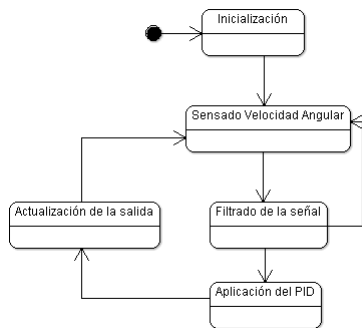 Inicialización
Sensado Velocidad Angular
Actualización de la salida
Filtrado de la señal
Aplicación del PID